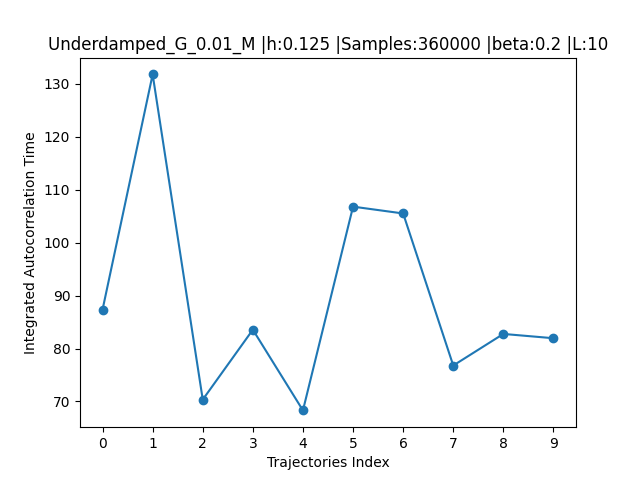 Underdamped_G_0.01_M |h:0.125 |Samples:360000 |beta:0.2 |L:10
Integrated Autocorrelation Time
130
120
110
100
90
80
70
0 1 2 3 4 5 6 7 8 9
Trajectories Index